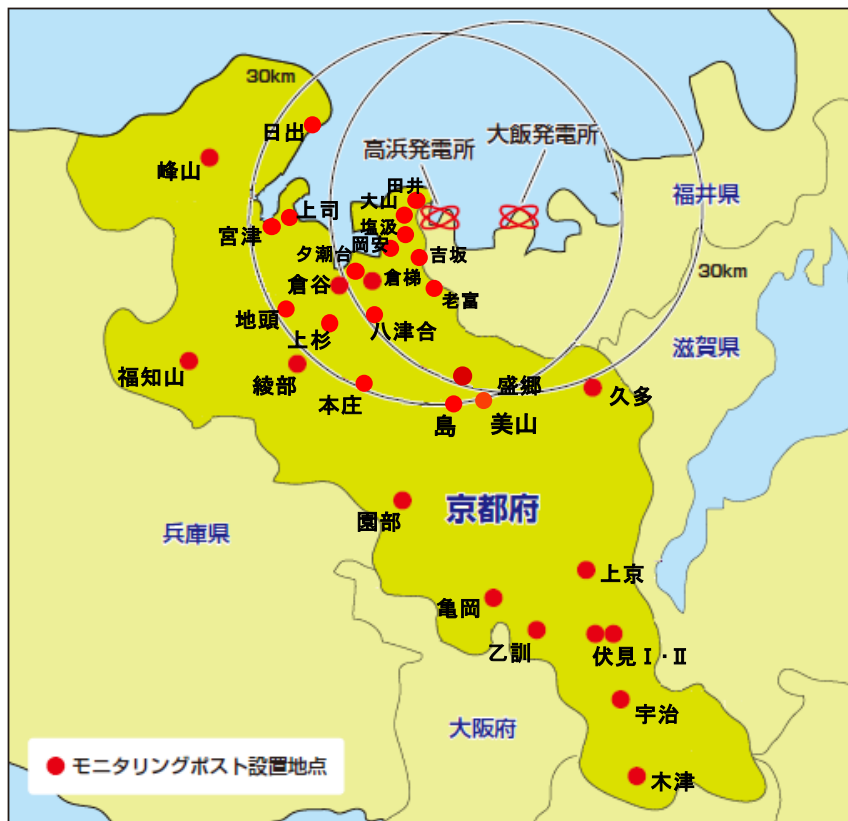 30km
日出
高浜発電所
大飯発電所
峰山
田井
大山
福井県
上司
塩汲
宮津
岡安
夕潮台
吉坂
30km
倉谷
倉梯
老富
地頭
上杉
八津合
滋賀県
福知山
綾部
本庄
盛郷
久多
島
美山
京都府
園部
兵庫県
上京
亀岡
乙訓
伏見Ⅰ・Ⅱ
宇治
大阪府
モニタリングポスト設置地点
木津